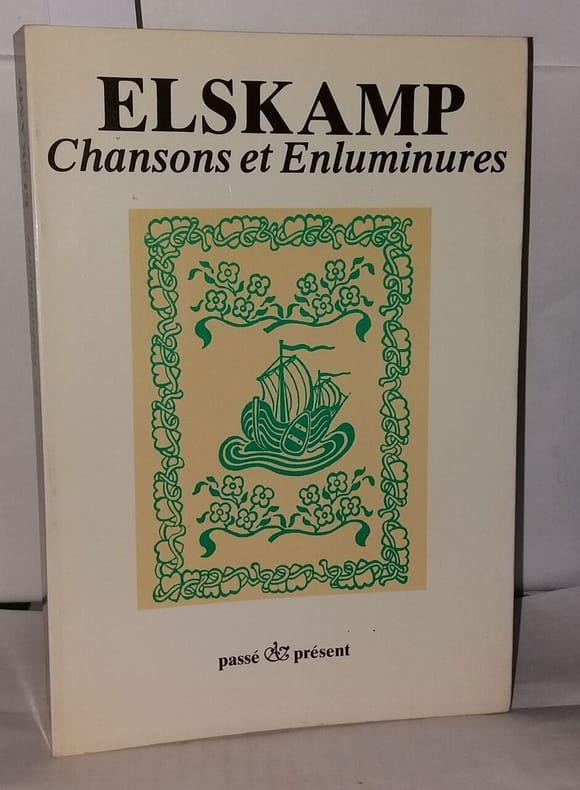 ELSKAMP
Chansons et Enluminures
passé & présent